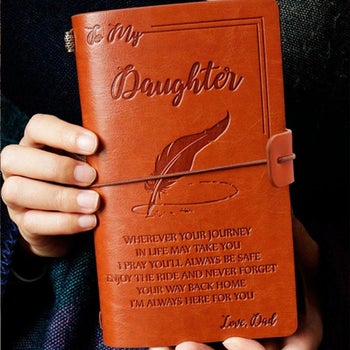 To My
Daughter
WHEREVER YOUR JOURNEY
IN LIFE MAY TAKE YOU
I PRAY YOU'LL ALWAYS BE SAFE
ENJOY THE RIDE AND NEVER FORGET
YOUR WAY BACK HOME
I'M ALWAYS HERE FOR YOU
Love, Dad